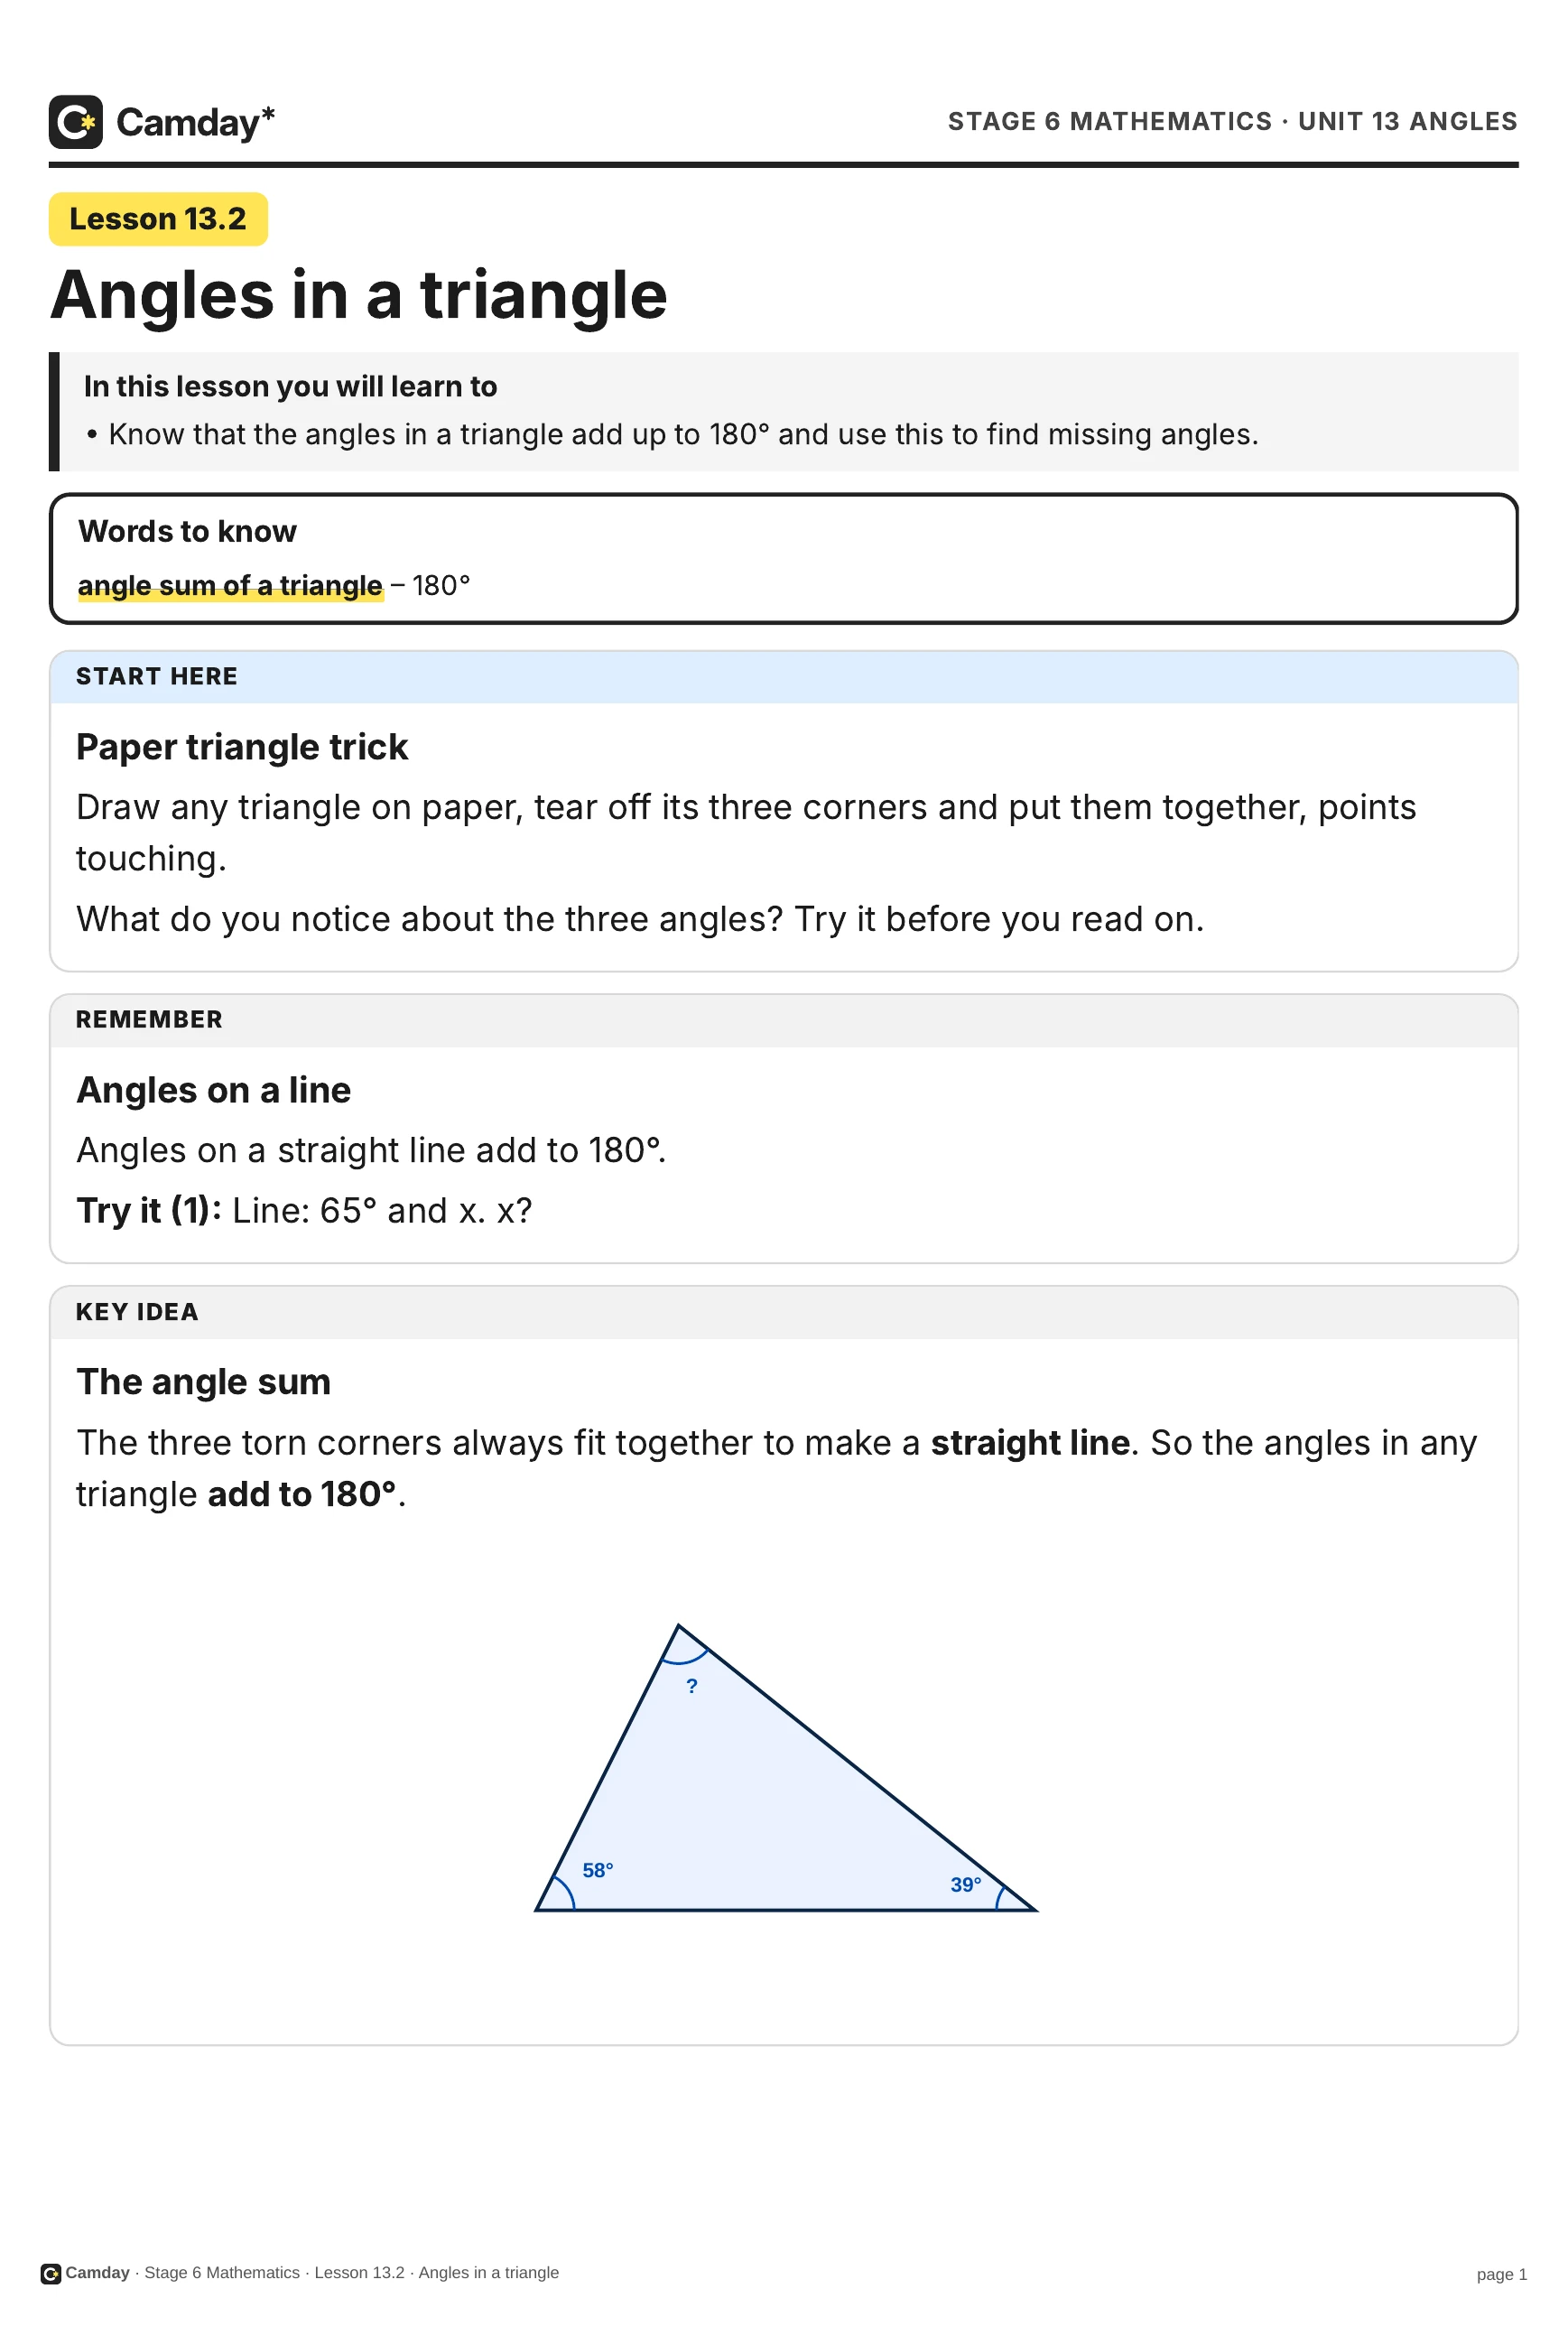 Camday*
STAGE 6 MATHEMATICS · UNIT 13 ANGLES
Lesson 13.2
Angles in a triangle
In this lesson you will learn to
• Know that the angles in a triangle add up to 180° and use this to find missing angles.
Words to know
angle sum of a triangle – 180°
START HERE
Paper triangle trick
Draw any triangle on paper, tear off its three corners and put them together, points
touching.
What do you notice about the three angles? Try it before you read on.
REMEMBER
Angles on a line
Angles on a straight line add to 180°.
Try it (1): Line: 65° and x. x?
KEY IDEA
The angle sum
The three torn corners always fit together to make a straight line. So the angles in any
triangle add to 180°.
?
58°
39°
Camday · Stage 6 Mathematics · Lesson 13.2 · Angles in a triangle
page 1